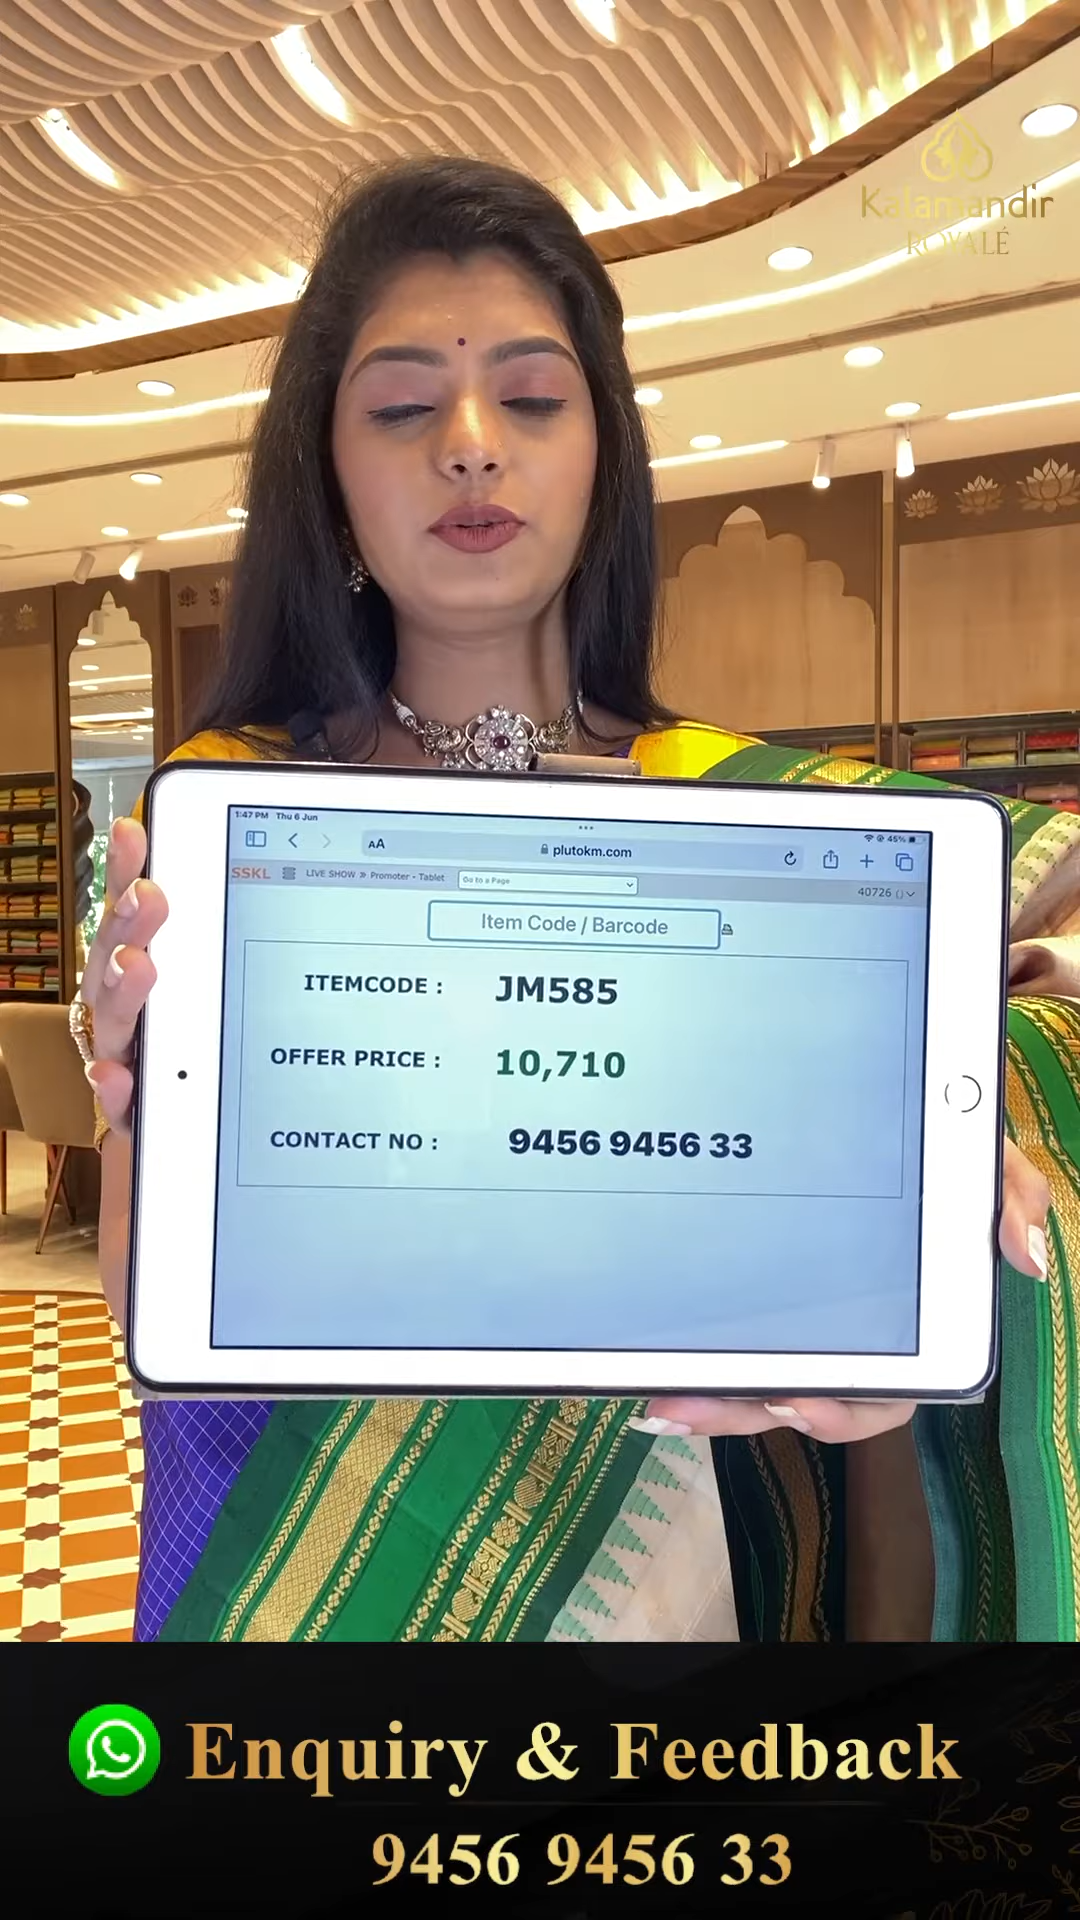 Kalamandir
ROYALÉ
1:47 PM Thu 6 Jun
45%
AA
plutokm.com
SSKL
LIVE SHOW » Promoter - Tablet
Go to a Page
40726 ()
Item Code / Barcode
ITEMCODE : JM585
OFFER PRICE : 10,710
CONTACT NO : 9456 9456 33
Enquiry & Feedback
9456 9456 33